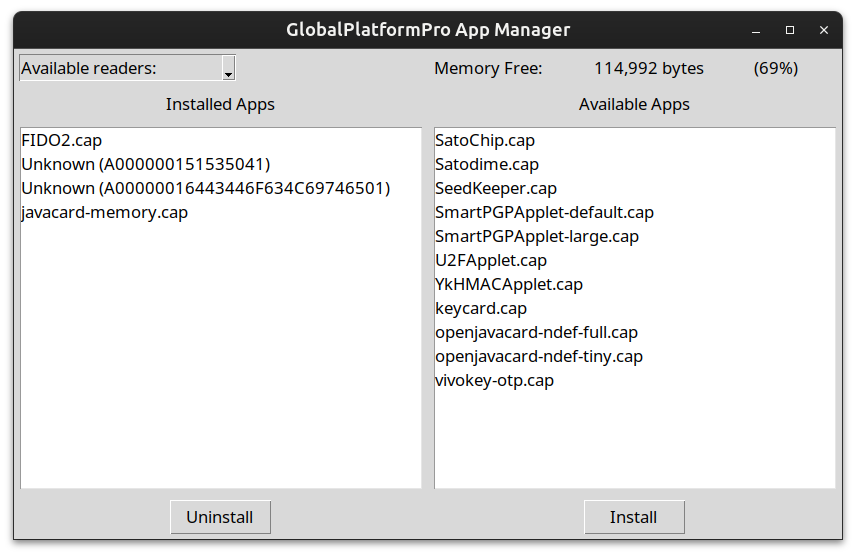 GlobalPlatformPro App Manager
Available readers:
Memory Free: 114,992 bytes (69%)
Installed Apps
Available Apps
FIDO2.cap
Unknown (A000000151535041)
Unknown (A00000016443446F634C69746501)
javacard-memory.cap
SatoChip.cap
Satodime.cap
SeedKeeper.cap
SmartPGPApplet-default.cap
SmartPGPApplet-large.cap
U2FApplet.cap
YkHMACApplet.cap
keycard.cap
openjavacard-ndef-full.cap
openjavacard-ndef-tiny.cap
vivokey-otp.cap
Uninstall
Install